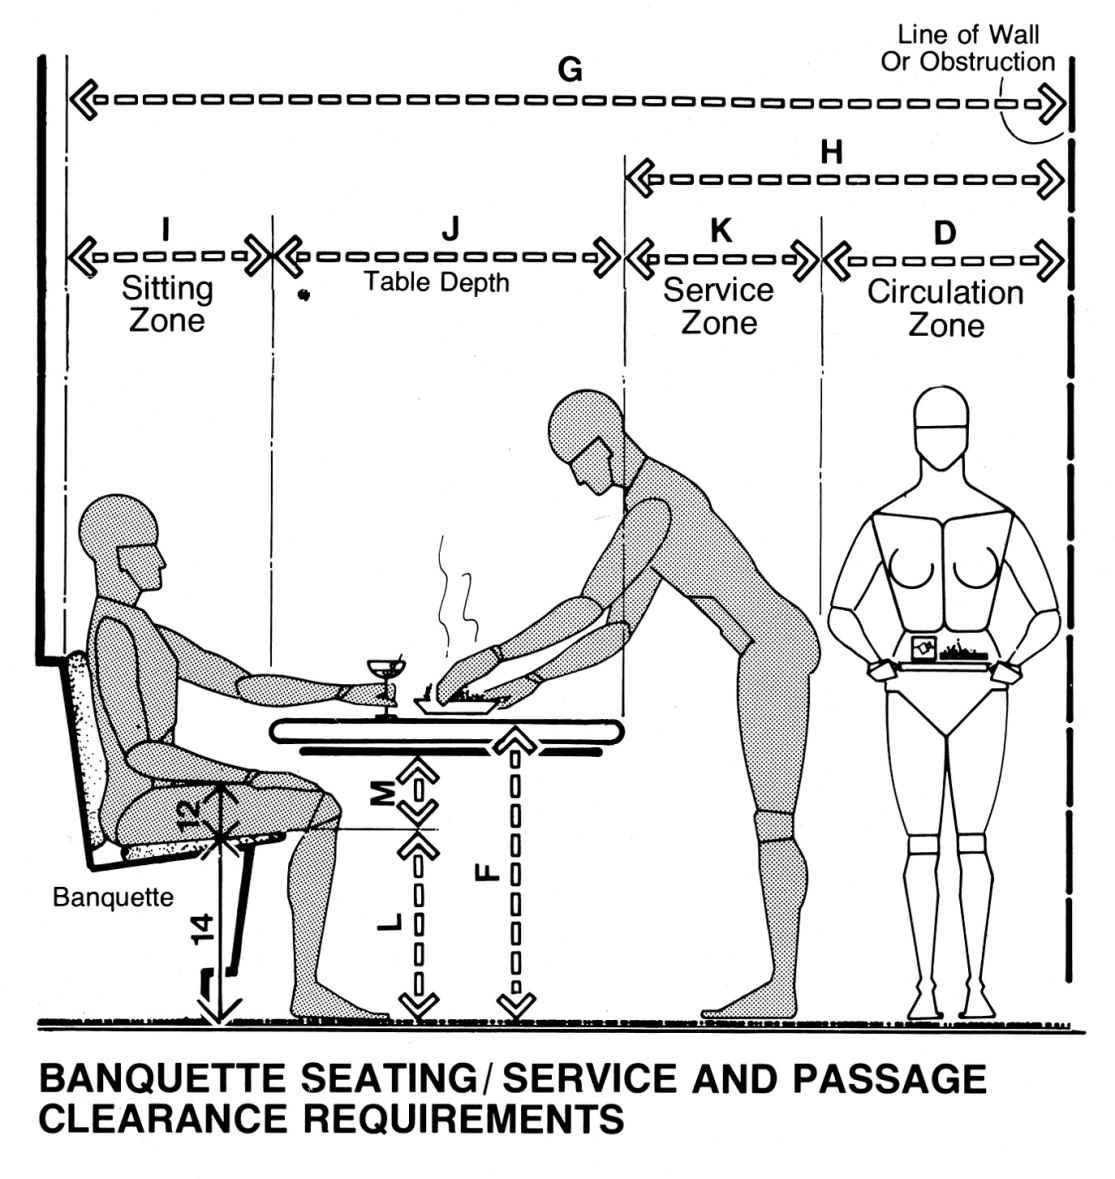 Line of Wall
Or Obstruction
G
H
I
J
K
D
Sitting
Zone
Table Depth
Service
Zone
Circulation
Zone
M
12
F
L
14
Banquette
BANQUETTE SEATING/SERVICE AND PASSAGE
CLEARANCE REQUIREMENTS